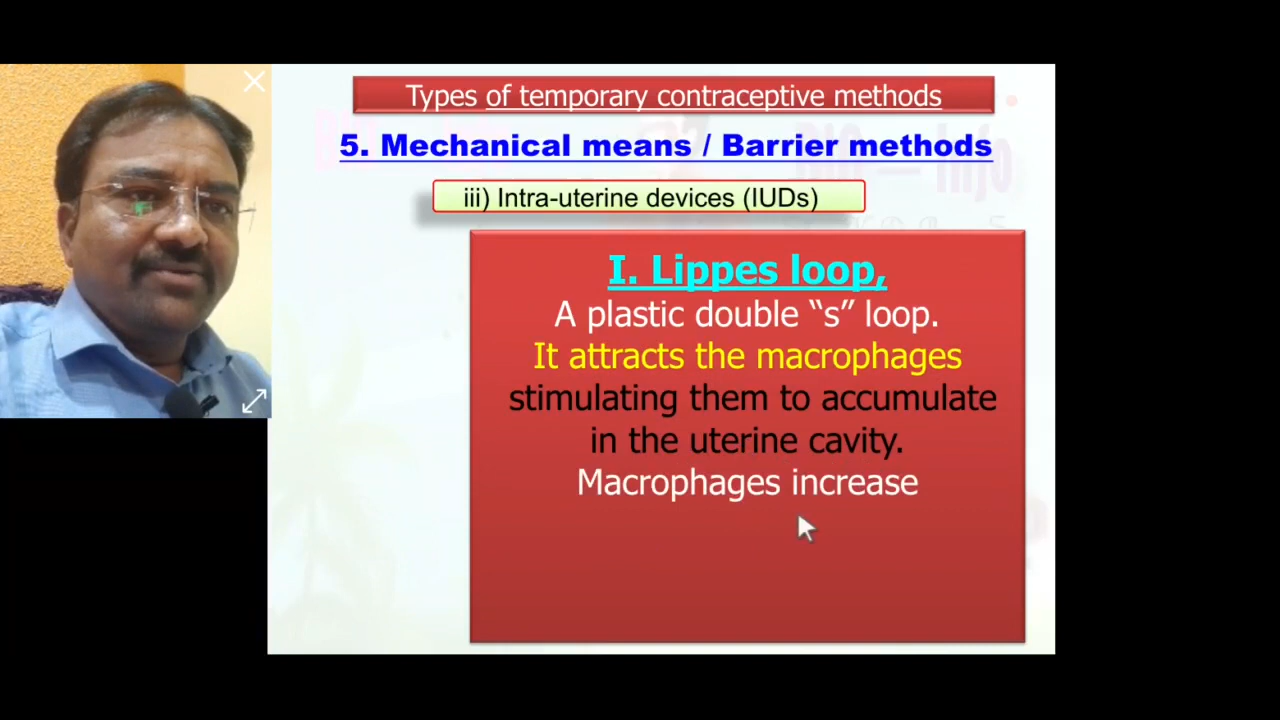 Types of temporary contraceptive methods
5. Mechanical means / Barrier methods
iii) Intra-uterine devices (IUDs)
I. Lippes loop,
A plastic double “s” loop.
It attracts the macrophages
stimulating them to accumulate
in the uterine cavity.
Macrophages increase